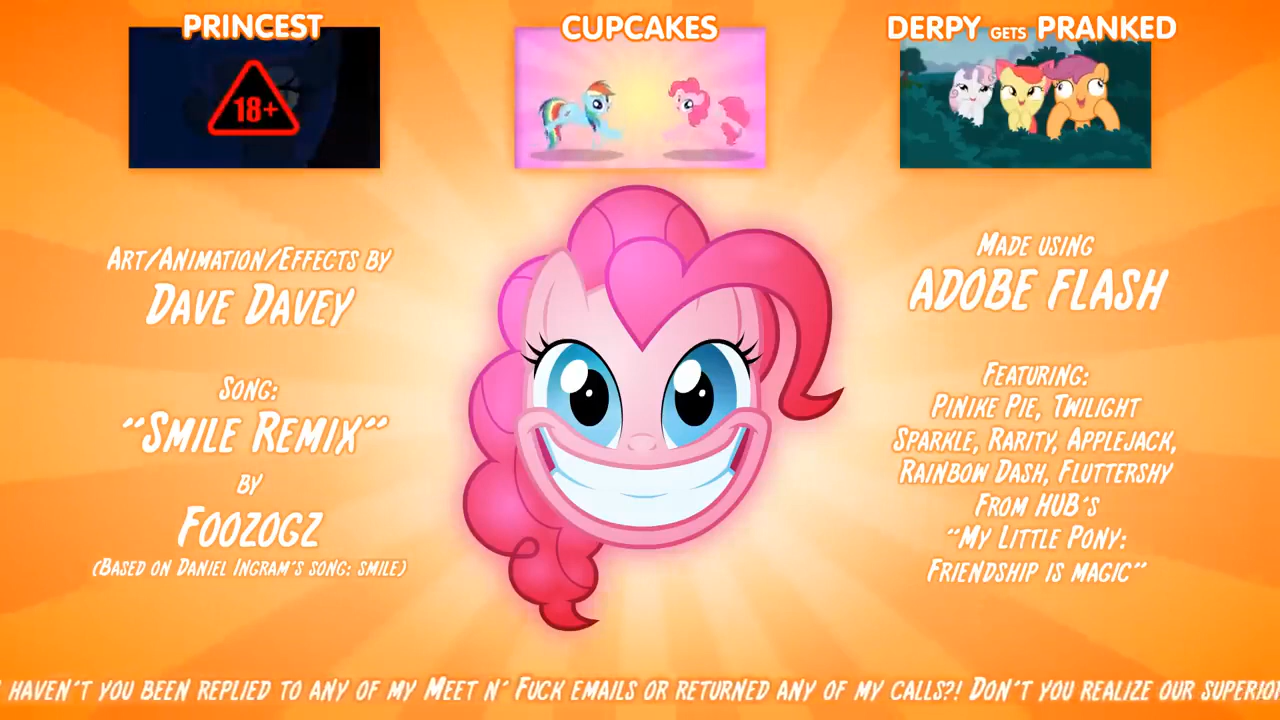 PRINCEST
18+
CUPCAKES
DERPY GETS PRANKED
ART/ANIMATION/EFFECTS BY
DAVE DAVEY
SONG:
"SMILE REMIX"
BY
FOOZOGZ
(BASED ON DANIEL INGRAM'S SONG: SMILE)
MADE USING
ADOBE FLASH
FEATURING:
PINIKE PIE, TWILIGHT
SPARKLE, RARITY, APPLEJACK,
RAINBOW DASH, FLUTTERSHY
FROM HUB'S
"MY LITTLE PONY:
FRIENDSHIP IS MAGIC"
HAVEN'T YOU BEEN REPLIED TO ANY OF MY MEET N' FUCK EMAILS OR RETURNED ANY OF MY CALLS?! DON'T YOU REALIZE OUR SUPERIOR